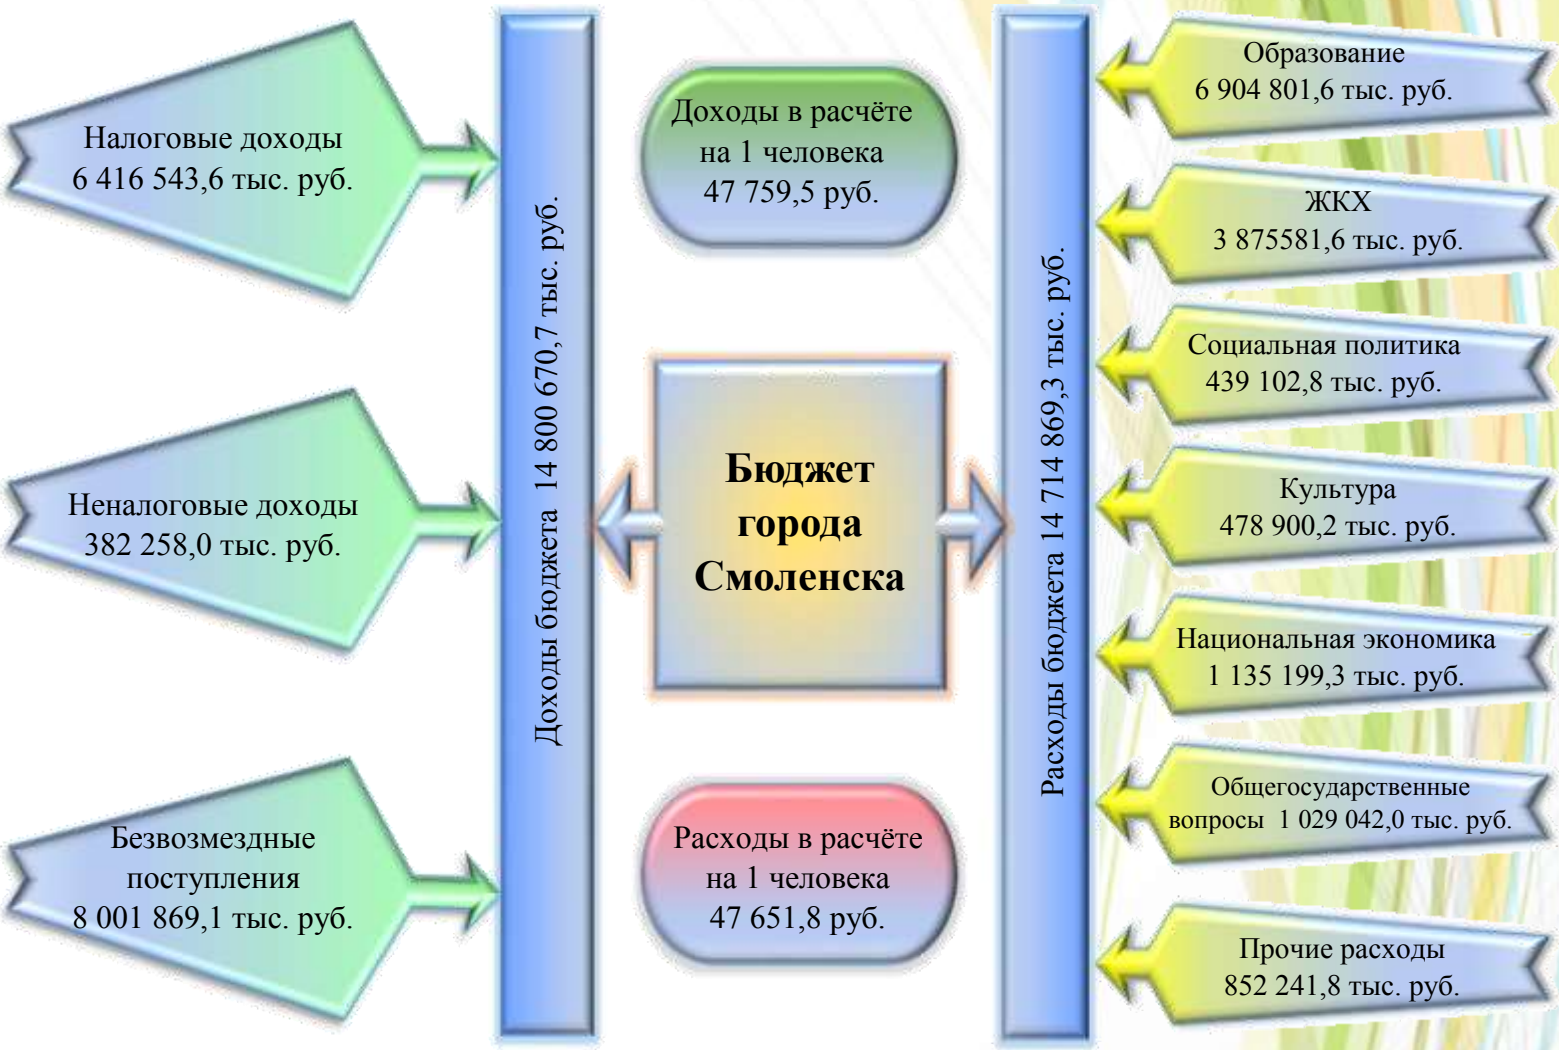 Налоговые доходы
6 416 543,6 тыс. руб.
Неналоговые доходы
382 258,0 тыс. руб.
Безвозмездные
поступления
8 001 869,1 тыс. руб.
Доходы бюджета 14 800 670,7 тыс. руб.
Доходы в расчёте
на 1 человека
47 759,5 руб.
Бюджет
города
Смоленска
Расходы в расчёте
на 1 человека
47 651,8 руб.
Расходы бюджета 14 714 869,3 тыс. руб.
Образование
6 904 801,6 тыс. руб.
ЖКХ
3 875581,6 тыс. руб.
Социальная политика
439 102,8 тыс. руб.
Культура
478 900,2 тыс. руб.
Национальная экономика
1 135 199,3 тыс. руб.
Общегосударственные
вопросы 1 029 042,0 тыс. руб.
Прочие расходы
852 241,8 тыс. руб.